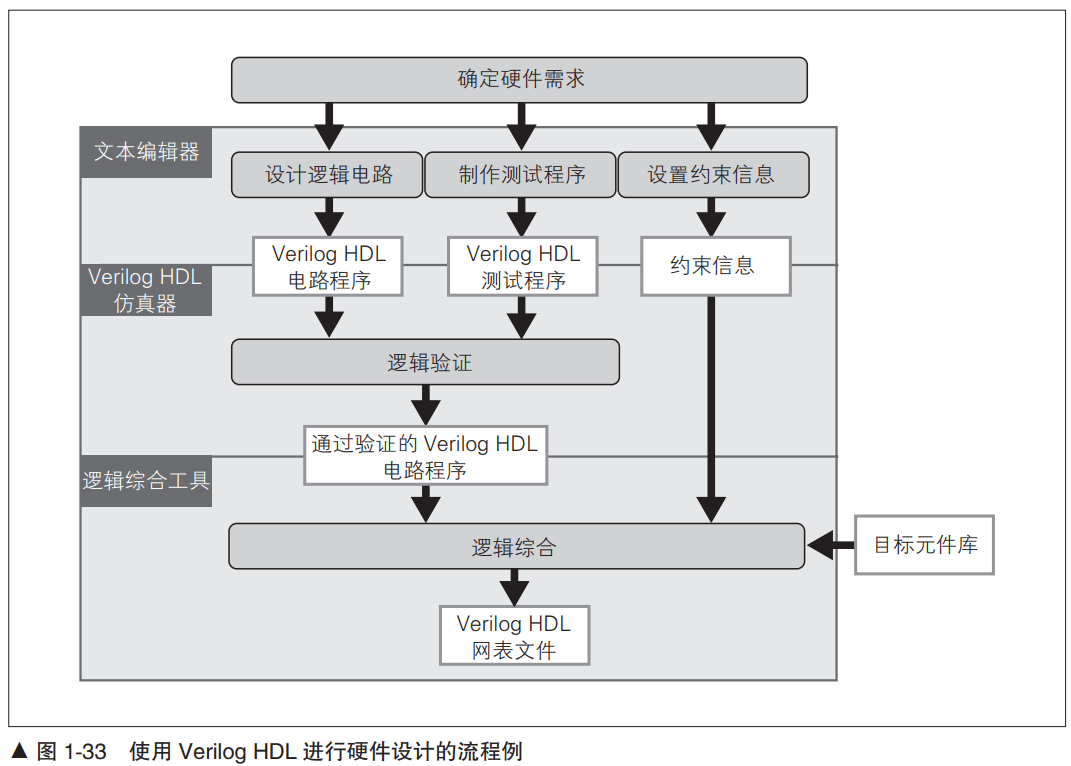 确定硬件需求
文本编辑器
设计逻辑电路
制作测试程序
设置约束信息
Verilog HDL
电路程序
Verilog HDL
测试程序
约束信息
Verilog HDL
仿真器
逻辑验证
通过验证的 Verilog HDL
电路程序
逻辑综合工具
逻辑综合
目标元件库
Verilog HDL
网表文件
▲ 图 1-33 使用 Verilog HDL 进行硬件设计的流程例